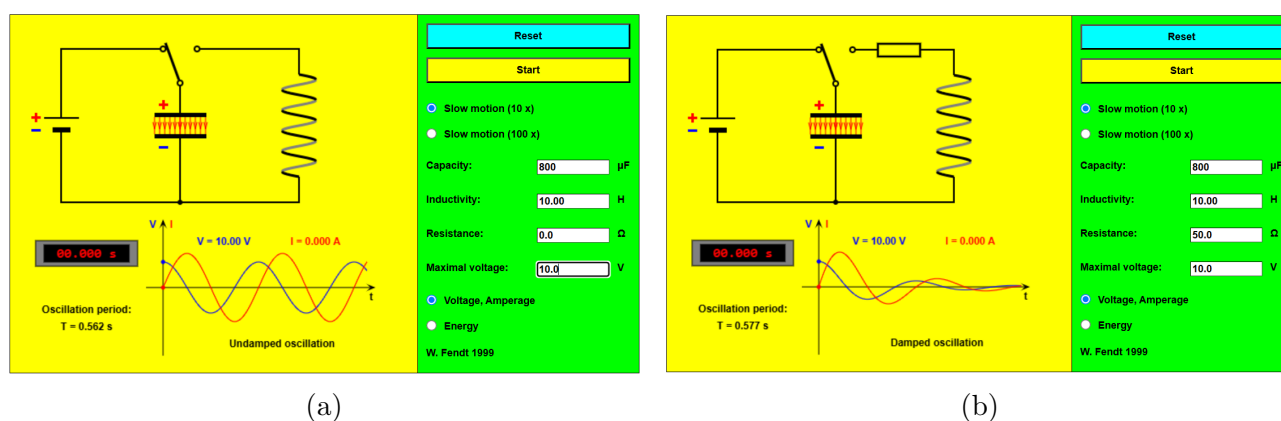 Reset
Start
Slow motion (10 x)
Slow motion (100 x)
Capacity: 800 µF
Inductivity: 10.00 H
Resistance: 0.0 Ω
Maximal voltage: 10.0 V
Voltage, Amperage
Energy
W. Fendt 1999
+
−
+
−
V I
V = 10.00 V I = 0.000 A
00.000 s
t
Oscillation period:
T = 0.562 s
Undamped oscillation
(a)
Reset
Start
Slow motion (10 x)
Slow motion (100 x)
Capacity: 800 µF
Inductivity: 10.00 H
Resistance: 50.0 Ω
Maximal voltage: 10.0 V
Voltage, Amperage
Energy
W. Fendt 1999
+
−
+
−
V I
V = 10.00 V I = 0.000 A
00.000 s
t
Oscillation period:
T = 0.577 s
Damped oscillation
(b)